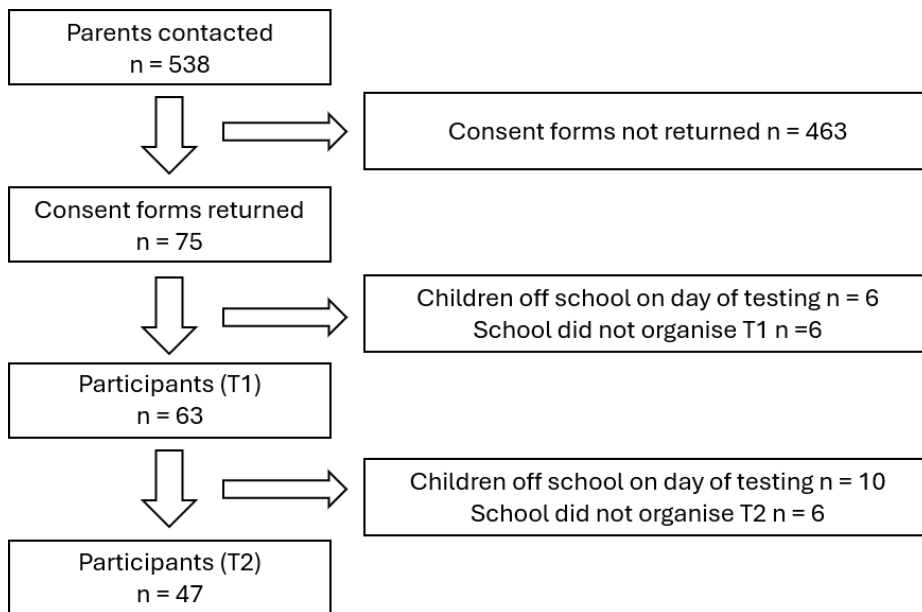 Parents contacted
n = 538
Consent forms not returned n = 463
Consent forms returned
n = 75
Children off school on day of testing n = 6
School did not organise T1 n =6
Participants (T1)
n = 63
Children off school on day of testing n = 10
School did not organise T2 n = 6
Participants (T2)
n = 47